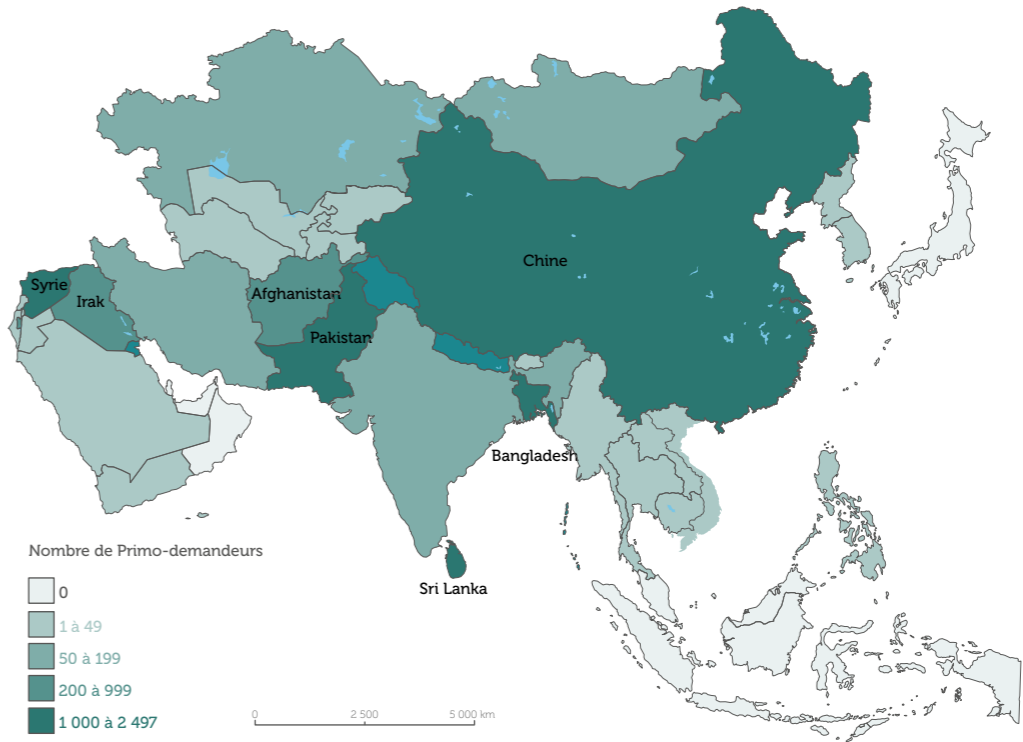 Chine
Syrie
Irak
Afghanistan
Pakistan
Bangladesh
Sri Lanka
Nombre de Primo-demandeurs
0
1 à 49
50 à 199
200 à 999
1 000 à 2 497
0 2 500 5 000 km